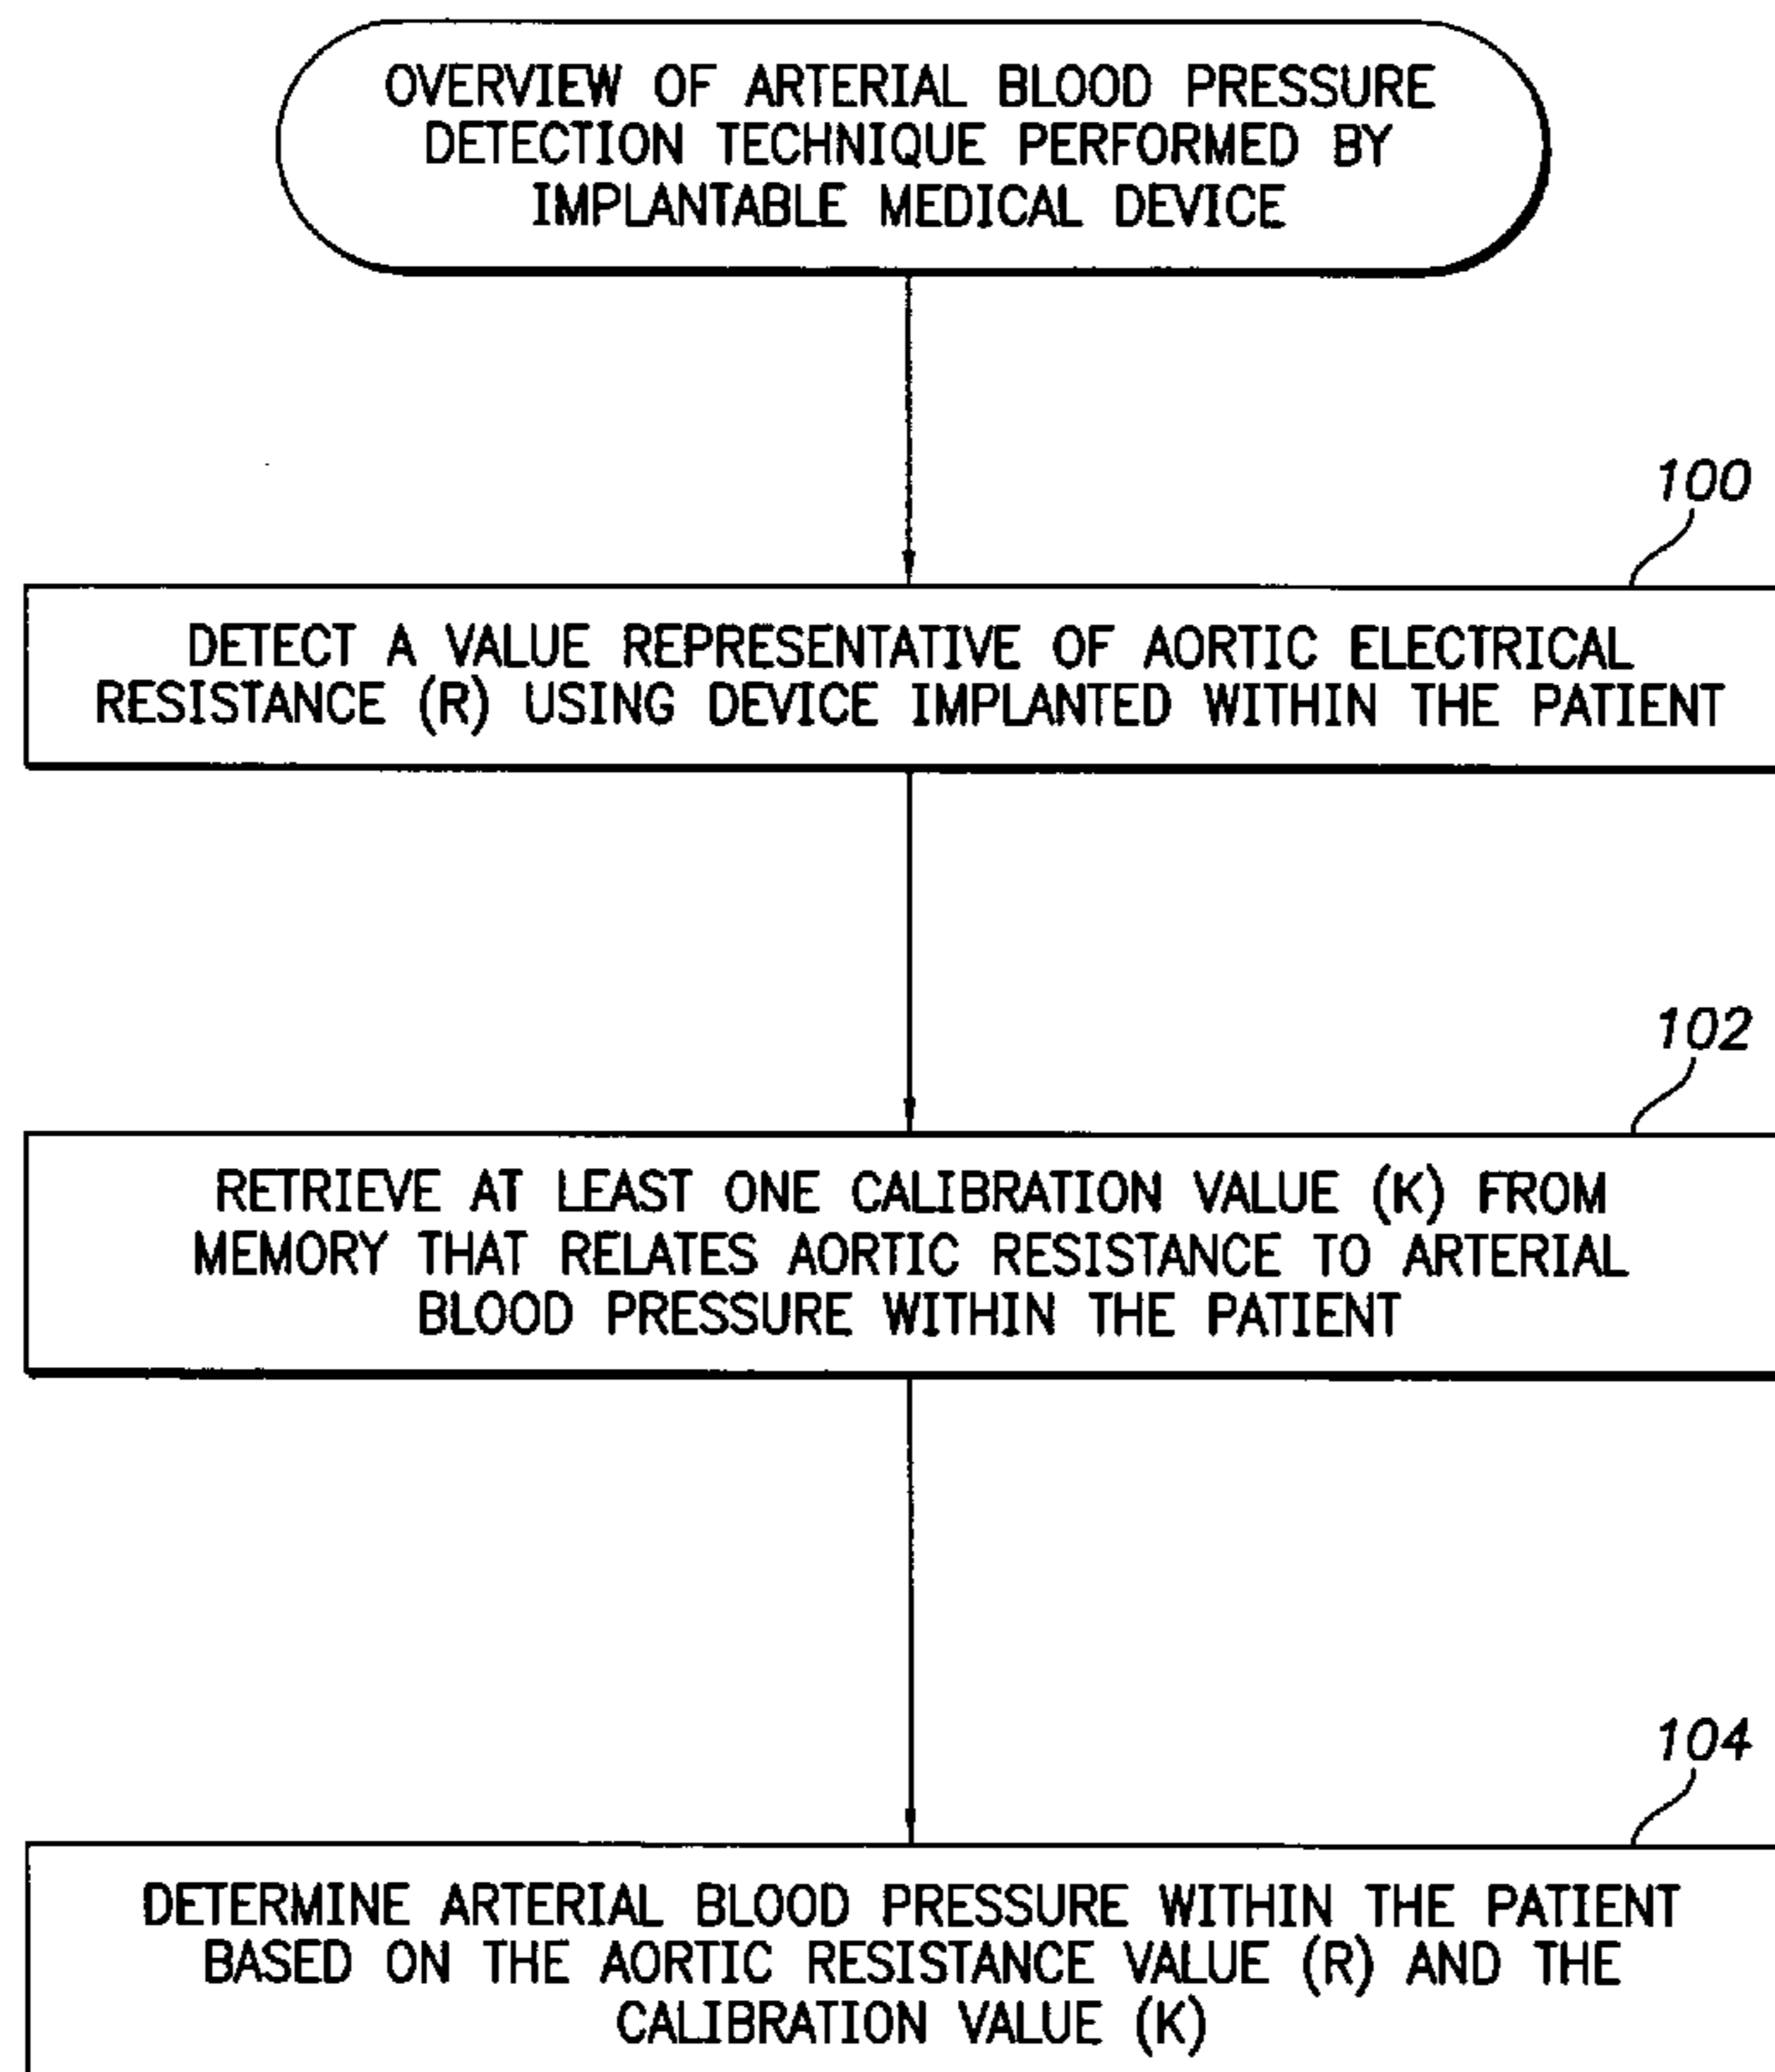 OVERVIEW OF ARTERIAL BLOOD PRESSURE
DETECTION TECHNIQUE PERFORMED BY
IMPLANTABLE MEDICAL DEVICE
100
DETECT A VALUE REPRESENTATIVE OF AORTIC ELECTRICAL
RESISTANCE (R) USING DEVICE IMPLANTED WITHIN THE PATIENT
102
RETRIEVE AT LEAST ONE CALIBRATION VALUE (K) FROM
MEMORY THAT RELATES AORTIC RESISTANCE TO ARTERIAL
BLOOD PRESSURE WITHIN THE PATIENT
104
DETERMINE ARTERIAL BLOOD PRESSURE WITHIN THE PATIENT
BASED ON THE AORTIC RESISTANCE VALUE (R) AND THE
CALIBRATION VALUE (K)